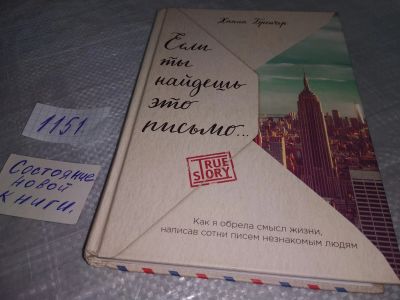 Ханна Бренчер
Если
ты
найдешь
это
письмо...
TRUE
STORY
Как я обрела смысл жизни,
написав сотни писем незнакомым людям
1151.
Состояние
новой
книги.